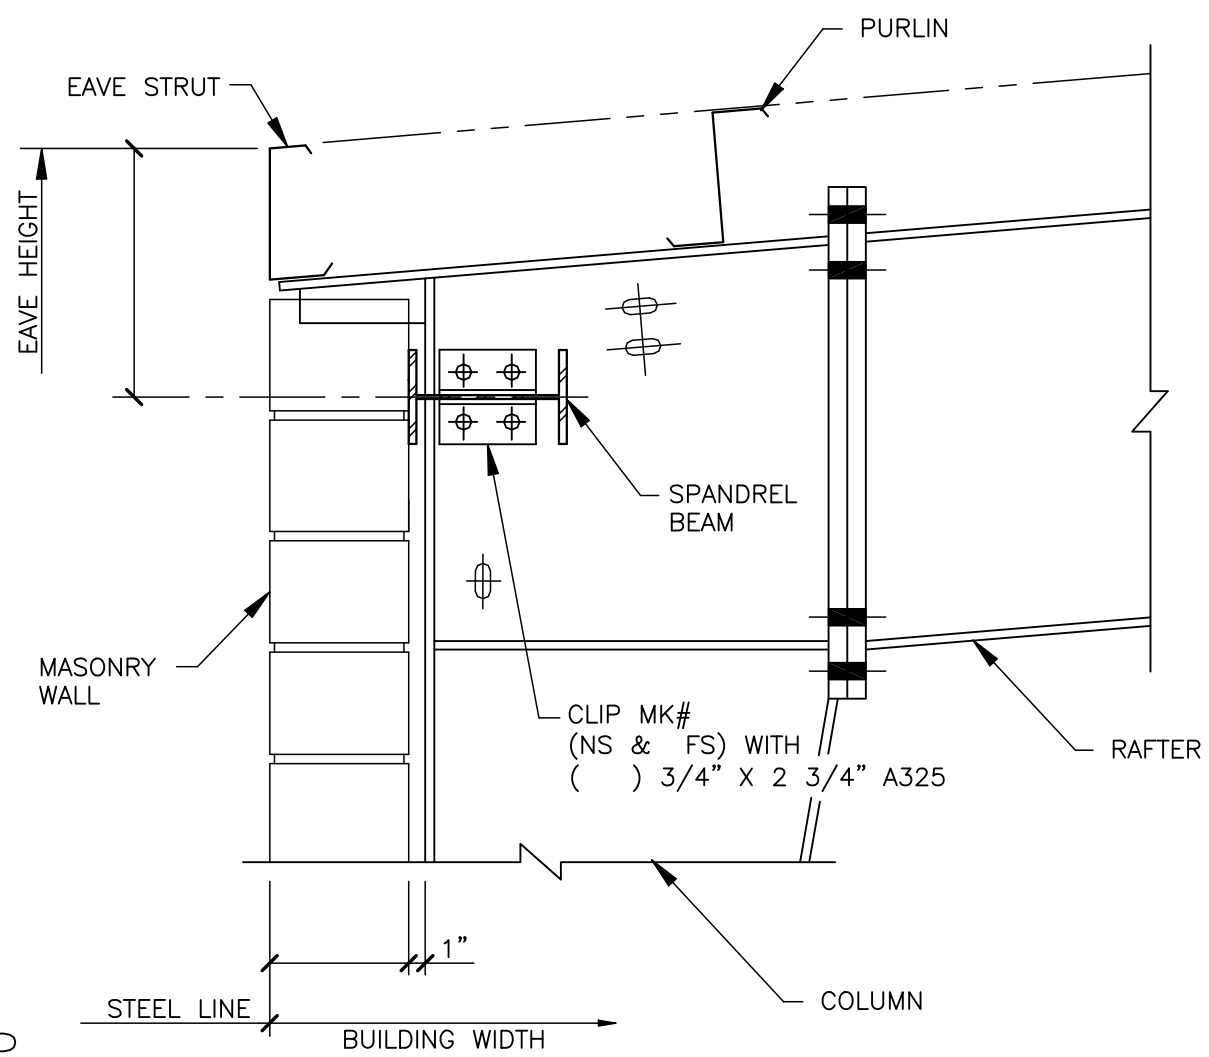 PURLIN
EAVE STRUT
EAVE HEIGHT
SPANDREL
BEAM
MASONRY
WALL
CLIP MK#
(NS & FS) WITH
( ) 3/4" X 2 3/4" A325
RAFTER
1"
COLUMN
STEEL LINE
BUILDING WIDTH